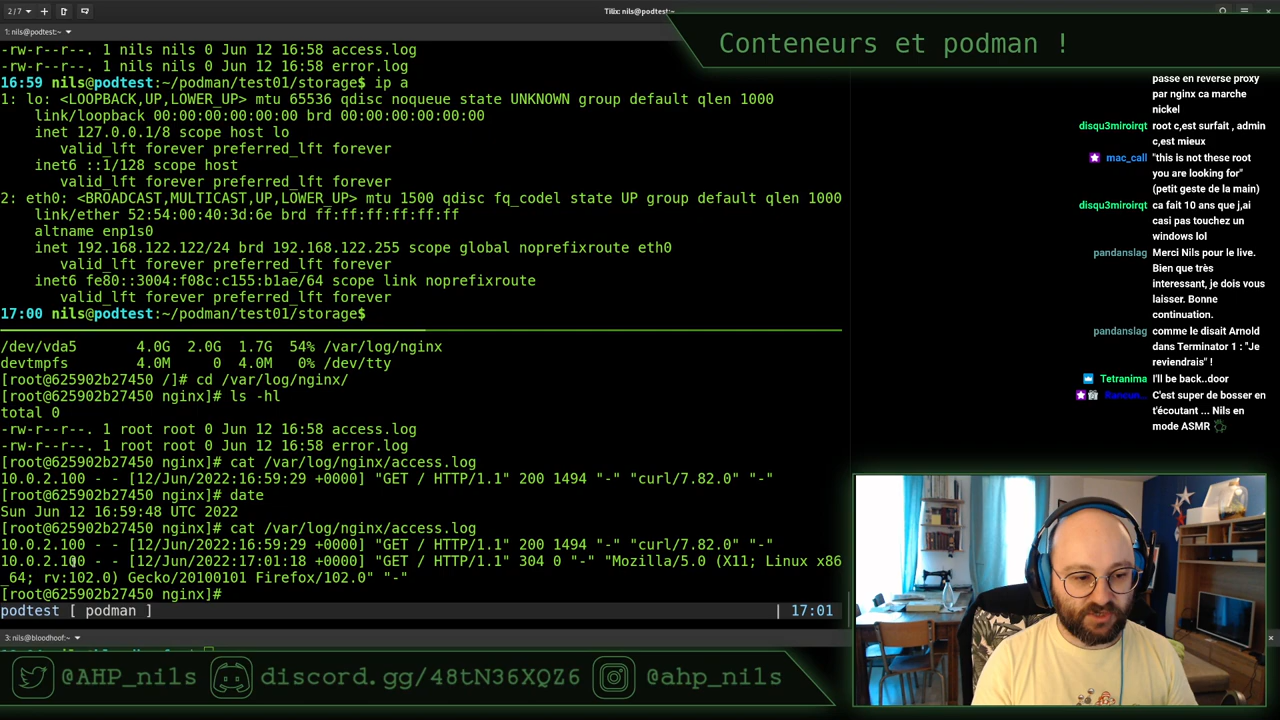 2 / 7
Tilix: nils@podtest:~
1: nils@podtest:~
Conteneurs et podman !
-rw-r--r--. 1 nils nils 0 Jun 12 16:58 access.log
-rw-r--r--. 1 nils nils 0 Jun 12 16:58 error.log
16:59 nils@podtest:~/podman/test01/storage$ ip a
1: lo: <LOOPBACK,UP,LOWER_UP> mtu 65536 qdisc noqueue state UNKNOWN group default qlen 1000
link/loopback 00:00:00:00:00:00 brd 00:00:00:00:00:00
inet 127.0.0.1/8 scope host lo
valid_lft forever preferred_lft forever
inet6 ::1/128 scope host
valid_lft forever preferred_lft forever
2: eth0: <BROADCAST,MULTICAST,UP,LOWER_UP> mtu 1500 qdisc fq_codel state UP group default qlen 1000
link/ether 52:54:00:40:3d:6e brd ff:ff:ff:ff:ff:ff
altname enp1s0
inet 192.168.122.122/24 brd 192.168.122.255 scope global noprefixroute eth0
valid_lft forever preferred_lft forever
inet6 fe80::3004:f08c:c155:b1ae/64 scope link noprefixroute
valid_lft forever preferred_lft forever
17:00 nils@podtest:~/podman/test01/storage$
/dev/vda5 4.0G 2.0G 1.7G 54% /var/log/nginx
devtmpfs 4.0M 0 4.0M 0% /dev/tty
[root@625902b27450 /]# cd /var/log/nginx/
[root@625902b27450 nginx]# ls -hl
total 0
-rw-r--r--. 1 root root 0 Jun 12 16:58 access.log
-rw-r--r--. 1 root root 0 Jun 12 16:58 error.log
[root@625902b27450 nginx]# cat /var/log/nginx/access.log
10.0.2.100 - - [12/Jun/2022:16:59:29 +0000] "GET / HTTP/1.1" 200 1494 "-" "curl/7.82.0" "-"
[root@625902b27450 nginx]# date
Sun Jun 12 16:59:48 UTC 2022
[root@625902b27450 nginx]# cat /var/log/nginx/access.log
10.0.2.100 - - [12/Jun/2022:16:59:29 +0000] "GET / HTTP/1.1" 200 1494 "-" "curl/7.82.0" "-"
10.0.2.100 - - [12/Jun/2022:17:01:18 +0000] "GET / HTTP/1.1" 304 0 "-" "Mozilla/5.0 (X11; Linux x86
_64; rv:102.0) Gecko/20100101 Firefox/102.0" "-"
[root@625902b27450 nginx]#
podtest [ podman ] | 17:01
3: nils@bloodhoof:~
passe en reverse proxy
par nginx ca marche
nickel
disqu3miroirqt root c,est surfait , admin
c,est mieux
mac_call "this is not these root
you are looking for"
(petit geste de la main)
disqu3miroirqt ca fait 10 ans que j,ai
casi pas touchez un
windows lol
pandanslag Merci Nils pour le live.
Bien que très
interessant, je dois vous
laisser. Bonne
continuation.
pandanslag comme le disait Arnold
dans Terminator 1 : "Je
reviendrais" !
Tetranima I'll be back..door
C'est super de bosser en
t'écoutant ... Nils en
mode ASMR
@AHP_nils discord.gg/48tN36XQZ6 @ahp_nils